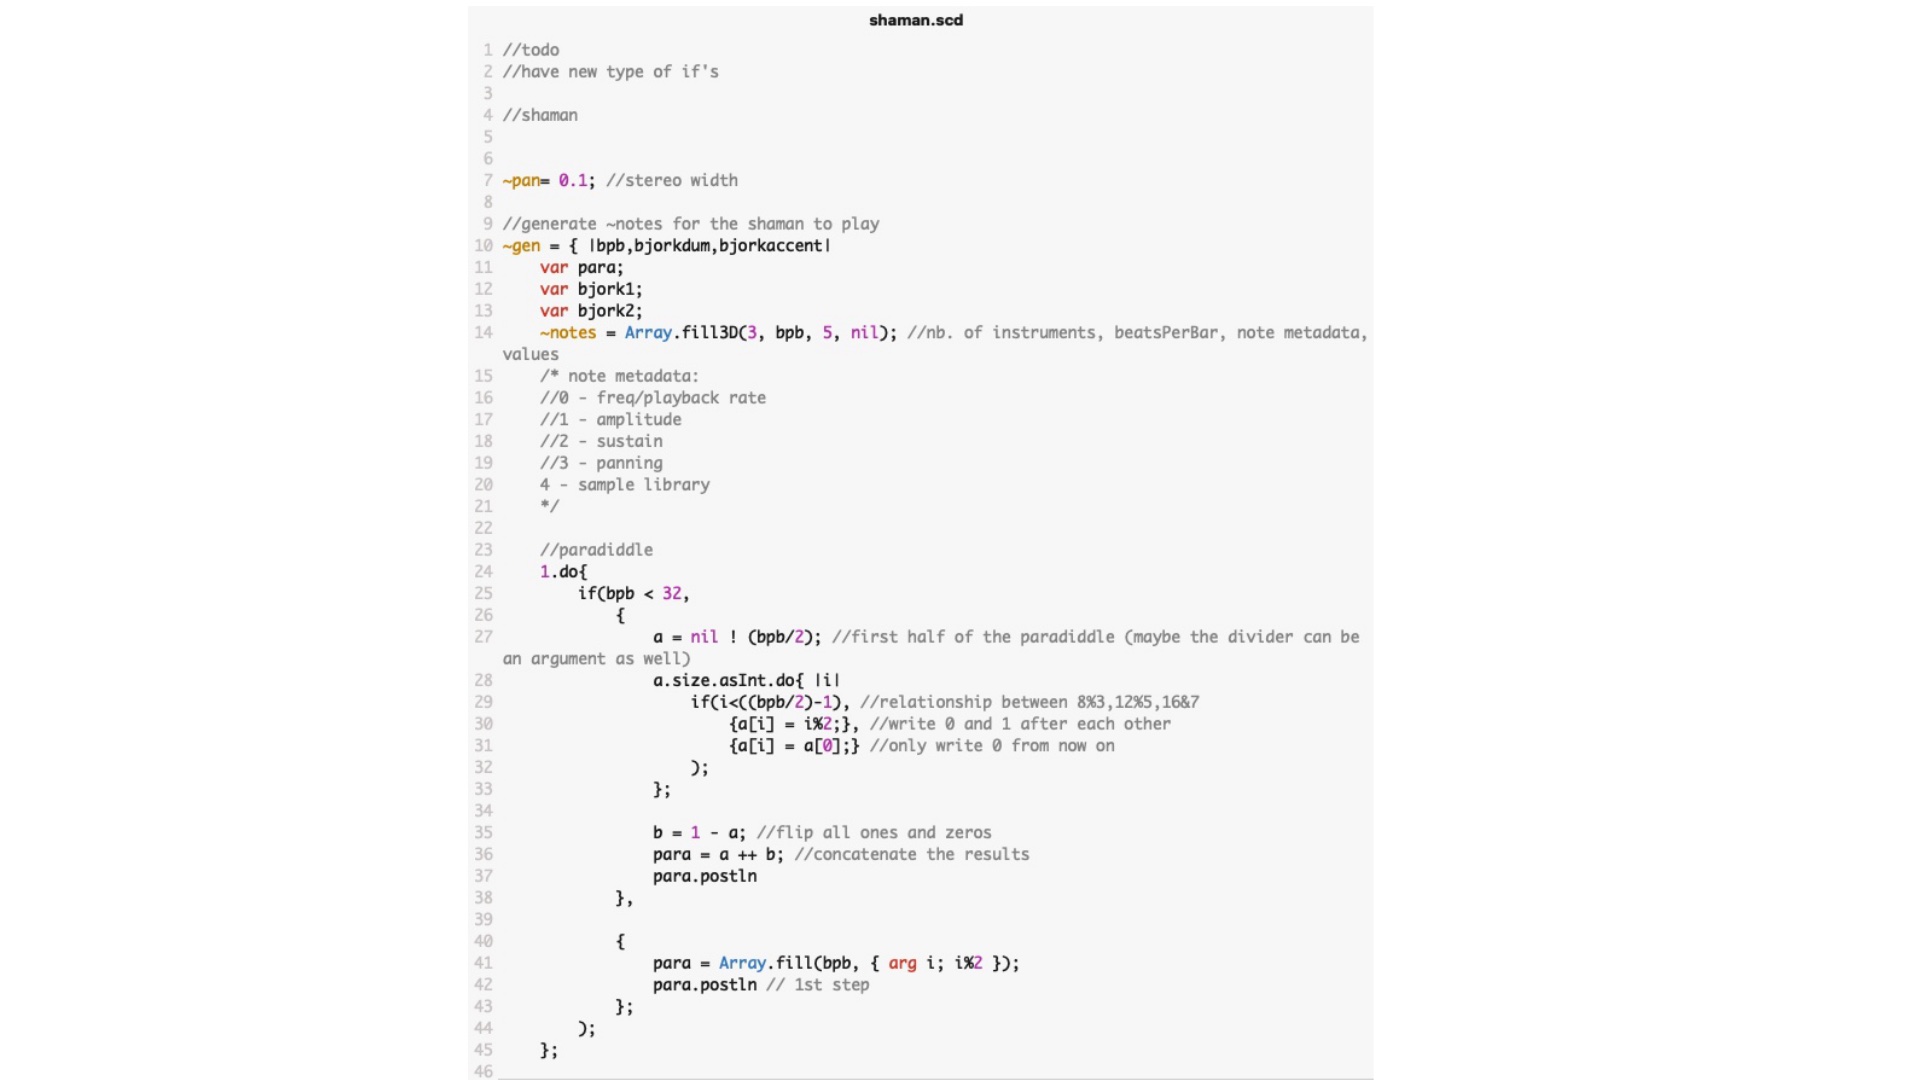 shaman.scd
1 //todo
2 //have new type of if's
3
4 //shaman
5
6
7 ~pan= 0.1; //stereo width
8
9 //generate ~notes for the shaman to play
10 ~gen = { |bpb,bjorkdum,bjorkaccent|
11     var para;
12     var bjork1;
13     var bjork2;
14     ~notes = Array.fill3D(3, bpb, 5, nil); //nb. of instruments, beatsPerBar, note metadata,
values
15     /* note metadata:
16     //0 - freq/playback rate
17     //1 - amplitude
18     //2 - sustain
19     //3 - panning
20     4 - sample library
21     */
22
23     //paradiddle
24     1.do{
25         if(bpb < 32,
26             {
27                 a = nil ! (bpb/2); //first half of the paradiddle (maybe the divider can be
an argument as well)
28                 a.size.asInt.do{ |i|
29                     if(i<((bpb/2)-1), //relationship between 8%3,12%5,16&7
30                         {a[i] = i%2;}, //write 0 and 1 after each other
31                         {a[i] = a[0];} //only write 0 from now on
32                     );
33                 };
34
35                 b = 1 - a; //flip all ones and zeros
36                 para = a ++ b; //concatenate the results
37                 para.postln
38             },
39
40             {
41                 para = Array.fill(bpb, { arg i; i%2 });
42                 para.postln // 1st step
43             };
44         );
45     };
46